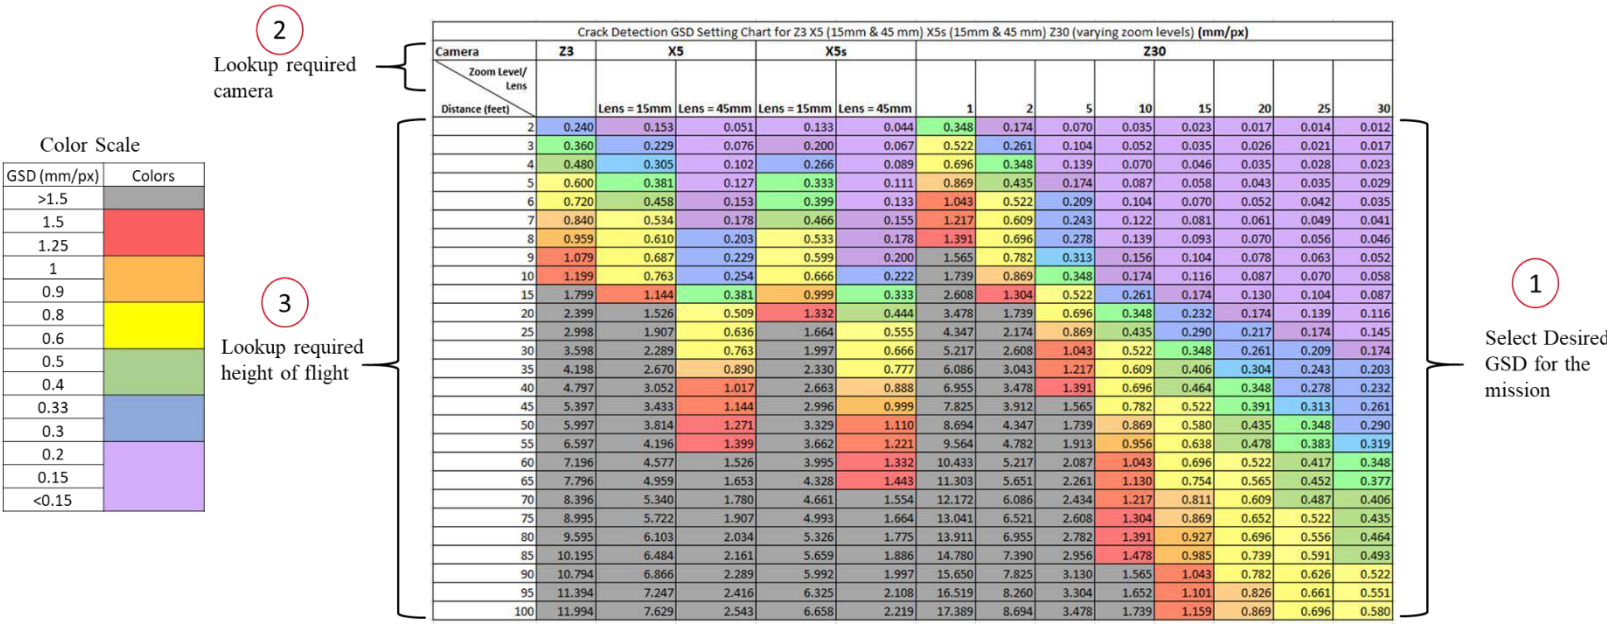 2
Lookup required
camera
Color Scale
GSD (mm/px) Colors
>1.5
1.5
1.25
1
0.9
0.8
0.6
0.5
0.4
0.33
0.3
0.2
0.15
<0.15
3
Lookup required
height of flight
Crack Detection GSD Setting Chart for Z3 X5 (15mm & 45 mm) X5s (15mm & 45 mm) Z30 (varying zoom levels) (mm/px)
Camera Z3 X5 X5s Z30
Zoom Level/
Lens
Distance (feet) Lens = 15mm Lens = 45mm Lens = 15mm Lens = 45mm 1 2 5 10 15 20 25 30
2 0.240 0.153 0.051 0.133 0.044 0.348 0.174 0.070 0.035 0.023 0.017 0.014 0.012
3 0.360 0.229 0.076 0.200 0.067 0.522 0.261 0.104 0.052 0.035 0.026 0.021 0.017
4 0.480 0.305 0.102 0.266 0.089 0.696 0.348 0.139 0.070 0.046 0.035 0.028 0.023
5 0.600 0.381 0.127 0.333 0.111 0.869 0.435 0.174 0.087 0.058 0.043 0.035 0.029
6 0.720 0.458 0.153 0.399 0.133 1.043 0.522 0.209 0.104 0.070 0.052 0.042 0.035
7 0.840 0.534 0.178 0.466 0.155 1.217 0.609 0.243 0.122 0.081 0.061 0.049 0.041
8 0.959 0.610 0.203 0.533 0.178 1.391 0.696 0.278 0.139 0.093 0.070 0.056 0.046
9 1.079 0.687 0.229 0.599 0.200 1.565 0.782 0.313 0.156 0.104 0.078 0.063 0.052
10 1.199 0.763 0.254 0.666 0.222 1.739 0.869 0.348 0.174 0.116 0.087 0.070 0.058
15 1.799 1.144 0.381 0.999 0.333 2.608 1.304 0.522 0.261 0.174 0.130 0.104 0.087
20 2.399 1.526 0.509 1.332 0.444 3.478 1.739 0.696 0.348 0.232 0.174 0.139 0.116
25 2.998 1.907 0.636 1.664 0.555 4.347 2.174 0.869 0.435 0.290 0.217 0.174 0.145
30 3.598 2.289 0.763 1.997 0.666 5.217 2.608 1.043 0.522 0.348 0.261 0.209 0.174
35 4.198 2.670 0.890 2.330 0.777 6.086 3.043 1.217 0.609 0.406 0.304 0.243 0.203
40 4.797 3.052 1.017 2.663 0.888 6.955 3.478 1.391 0.696 0.464 0.348 0.278 0.232
45 5.397 3.433 1.144 2.996 0.999 7.825 3.912 1.565 0.782 0.522 0.391 0.313 0.261
50 5.997 3.814 1.271 3.329 1.110 8.694 4.347 1.739 0.869 0.580 0.435 0.348 0.290
55 6.597 4.196 1.399 3.662 1.221 9.564 4.782 1.913 0.956 0.638 0.478 0.383 0.319
60 7.196 4.577 1.526 3.995 1.332 10.433 5.217 2.087 1.043 0.696 0.522 0.417 0.348
65 7.796 4.959 1.653 4.328 1.443 11.303 5.651 2.261 1.130 0.754 0.565 0.452 0.377
70 8.396 5.340 1.780 4.661 1.554 12.172 6.086 2.434 1.217 0.811 0.609 0.487 0.406
75 8.995 5.722 1.907 4.993 1.664 13.041 6.521 2.608 1.304 0.869 0.652 0.522 0.435
80 9.595 6.103 2.034 5.326 1.775 13.911 6.955 2.782 1.391 0.927 0.696 0.556 0.464
85 10.195 6.484 2.161 5.659 1.886 14.780 7.390 2.956 1.478 0.985 0.739 0.591 0.493
90 10.794 6.866 2.289 5.992 1.997 15.650 7.825 3.130 1.565 1.043 0.782 0.626 0.522
95 11.394 7.247 2.416 6.325 2.108 16.519 8.260 3.304 1.652 1.101 0.826 0.661 0.551
100 11.994 7.629 2.543 6.658 2.219 17.389 8.694 3.478 1.739 1.159 0.869 0.696 0.580
1
Select Desired
GSD for the
mission